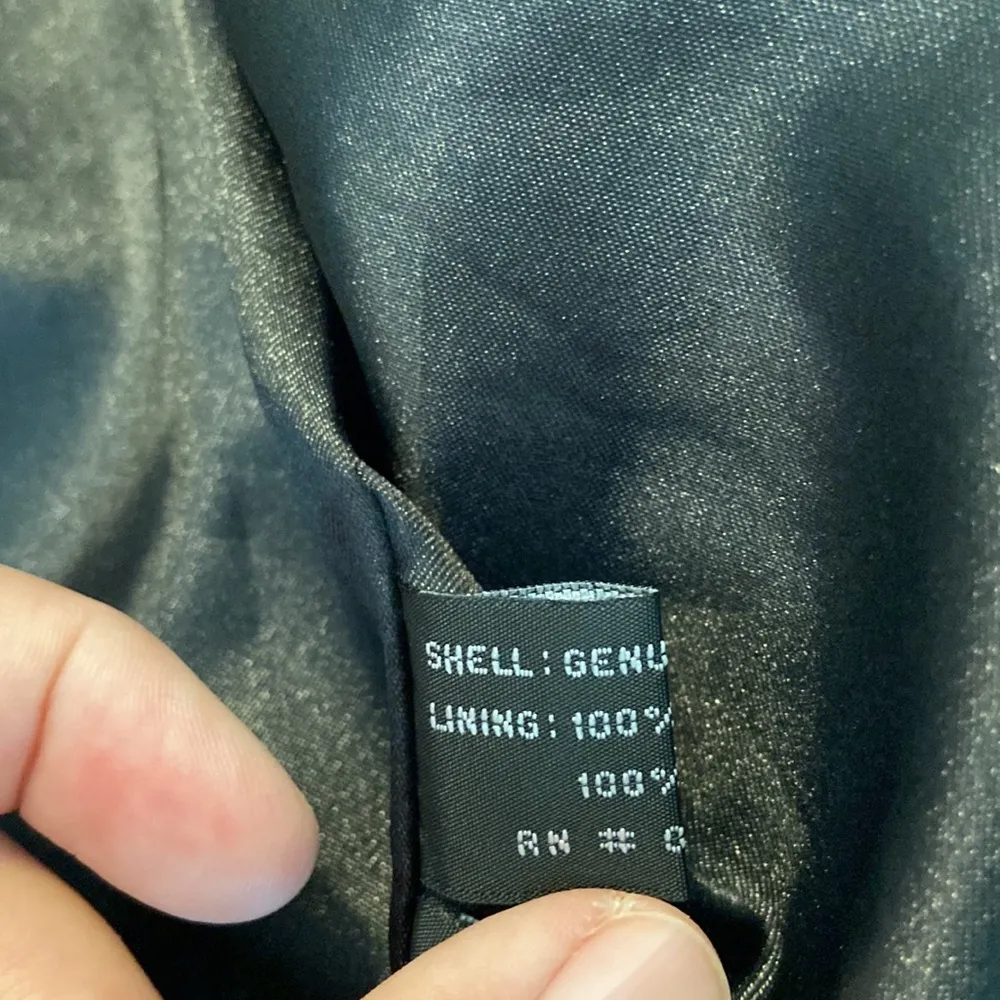 SHELL:GENU
LINING:100%
100%
RN #